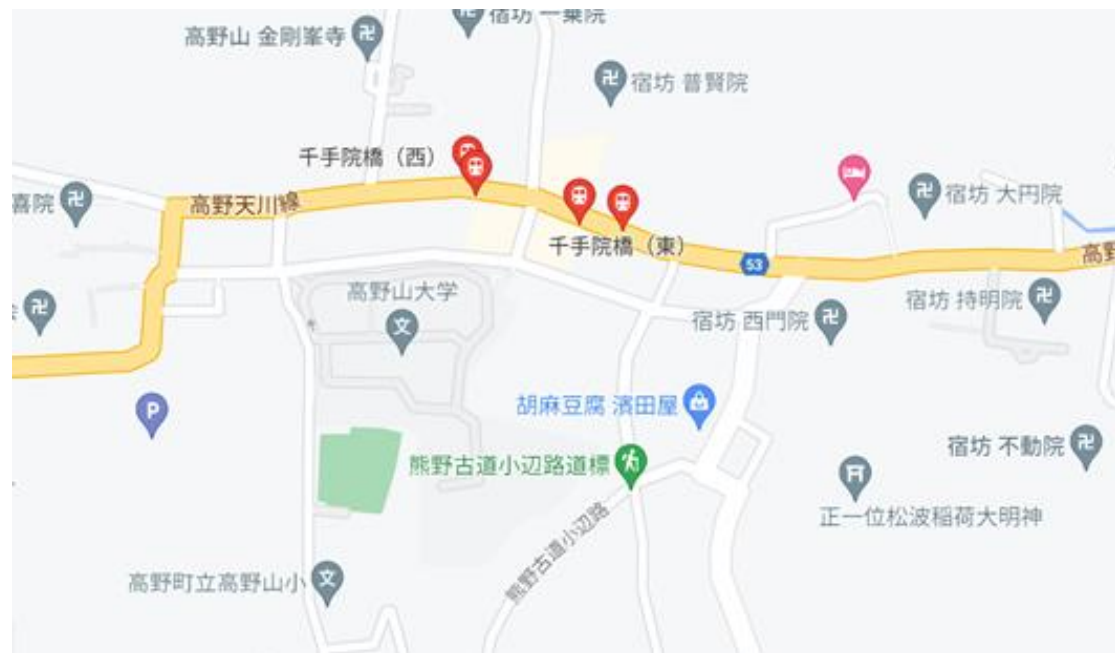 宿坊 一乗院
高野山 金剛峯寺
宿坊 普賢院
千手院橋（西）
喜院
高野天川線
宿坊 大円院
千手院橋（東）
高野
53
高野山大学
宿坊 持明院
文
宿坊 西門院
胡麻豆腐 濱田屋
P
熊野古道小辺路道標
宿坊 不動院
正一位松波稲荷大明神
熊野古道小辺路
高野町立高野山小
文